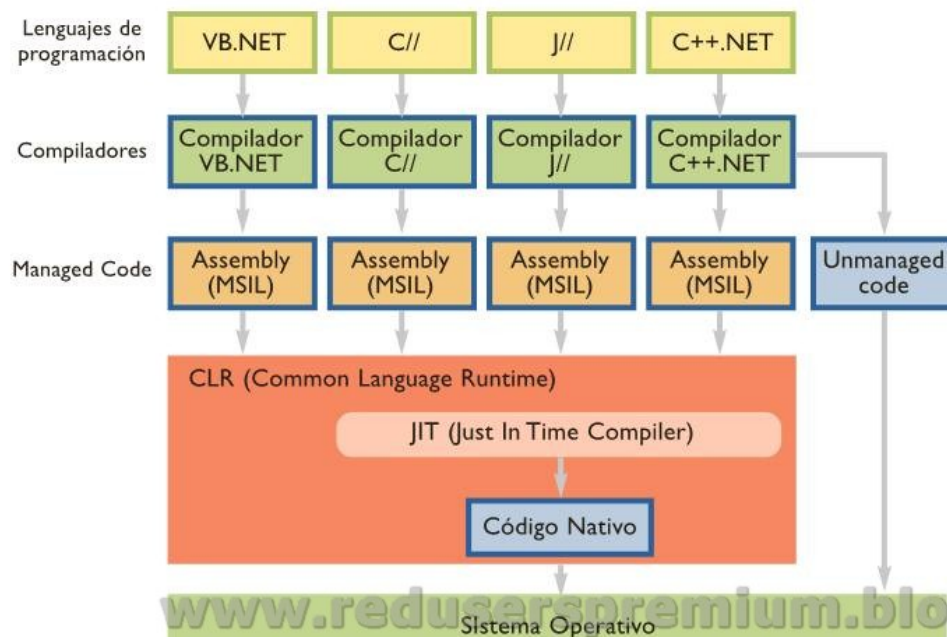 Lenguajes de
programación
VB.NET
C//
J//
C++.NET
Compiladores
Compilador
VB.NET
Compilador
C//
Compilador
J//
Compilador
C++.NET
Managed Code
Assembly
(MSIL)
Assembly
(MSIL)
Assembly
(MSIL)
Assembly
(MSIL)
Unmanaged
code
CLR (Common Language Runtime)
JIT (Just In Time Compiler)
Código Nativo
www.reduserspremium.blo
Sistema Operativo